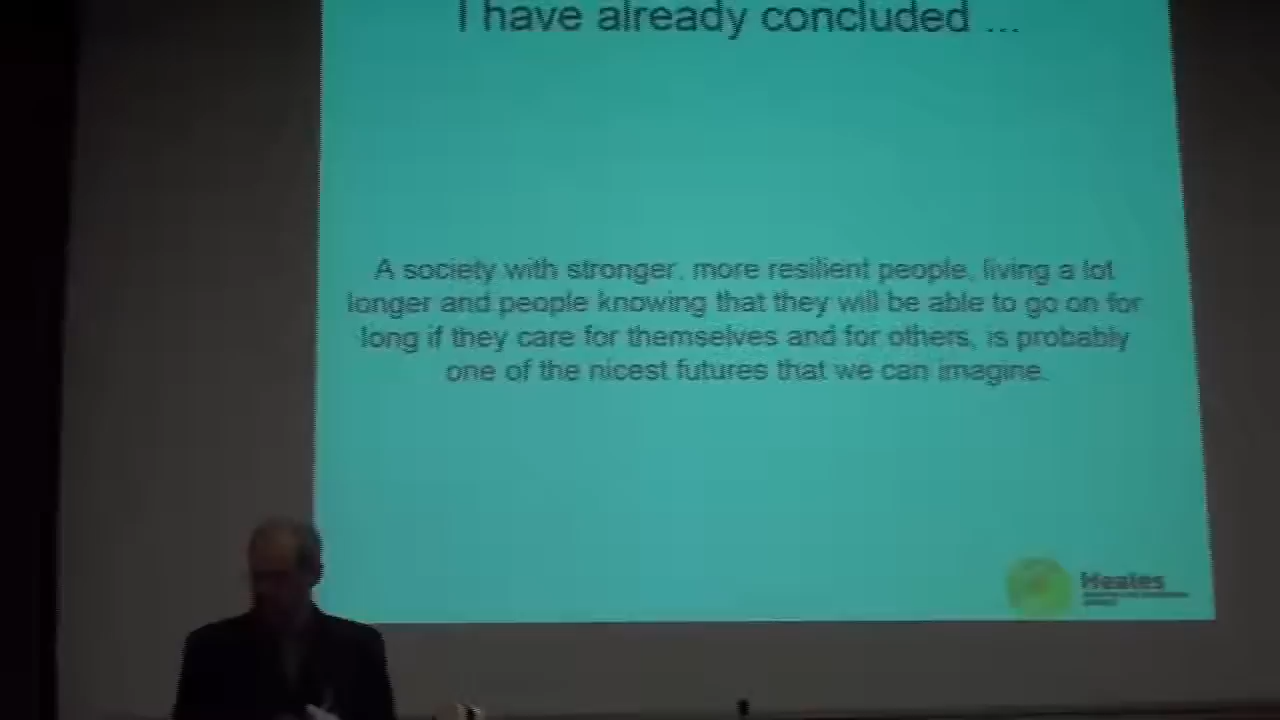 I have already concluded ...
A society with stronger, more resilient people, living a lot
longer and people knowing that they will be able to go on for
long if they care for themselves and for others, is probably
one of the nicest futures that we can imagine.
Heales